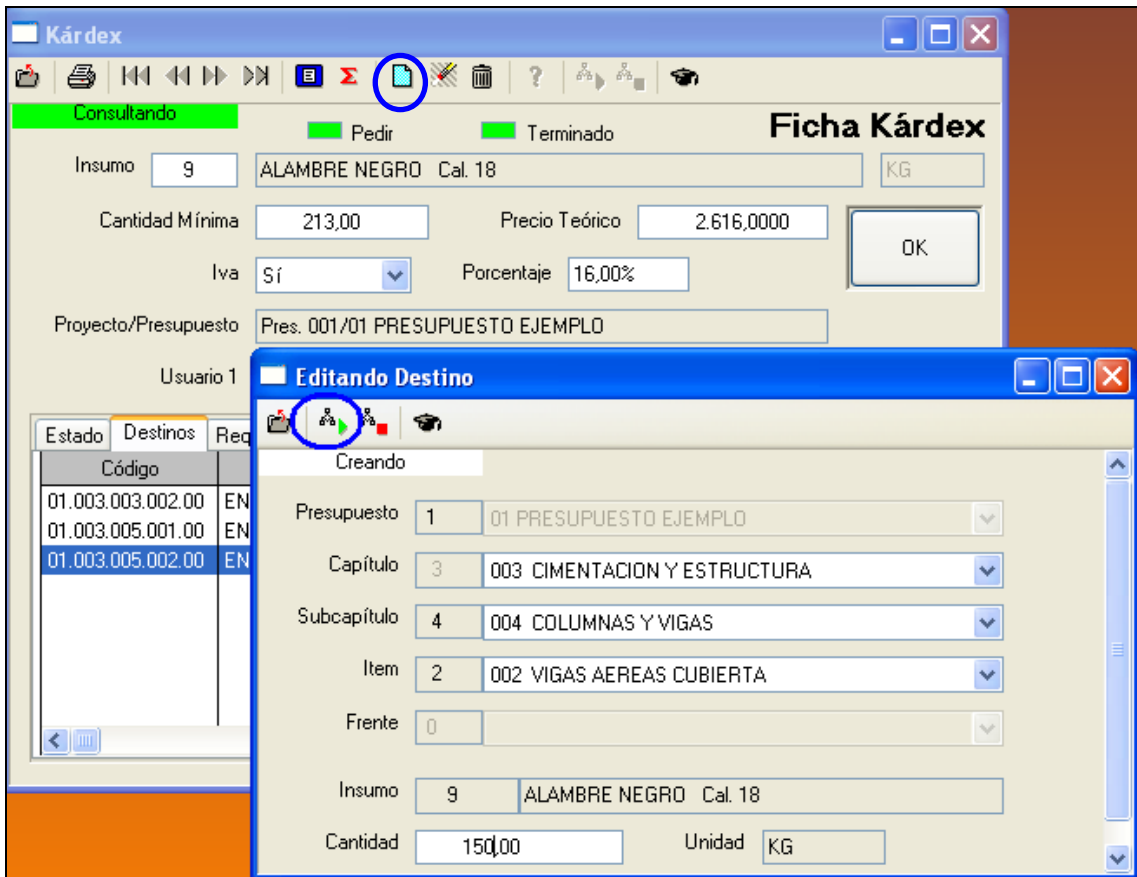 Kárdex
Σ
?
Consultando
Pedir
Terminado
Ficha Kárdex
Insumo 9 ALAMBRE NEGRO Cal. 18 KG
Cantidad Mínima 213,00 Precio Teórico 2.616,0000
OK
Iva Sí Porcentaje 16,00%
Proyecto/Presupuesto Pres. 001/01 PRESUPUESTO EJEMPLO
Usuario 1
Estado Destinos Req
Código
01.003.003.002.00 EN
01.003.005.001.00 EN
01.003.005.002.00 EN
Editando Destino
Creando
Presupuesto 1 01 PRESUPUESTO EJEMPLO
Capítulo 3 003 CIMENTACION Y ESTRUCTURA
Subcapítulo 4 004 COLUMNAS Y VIGAS
Item 2 002 VIGAS AEREAS CUBIERTA
Frente 0
Insumo 9 ALAMBRE NEGRO Cal. 18
Cantidad 150,00 Unidad KG